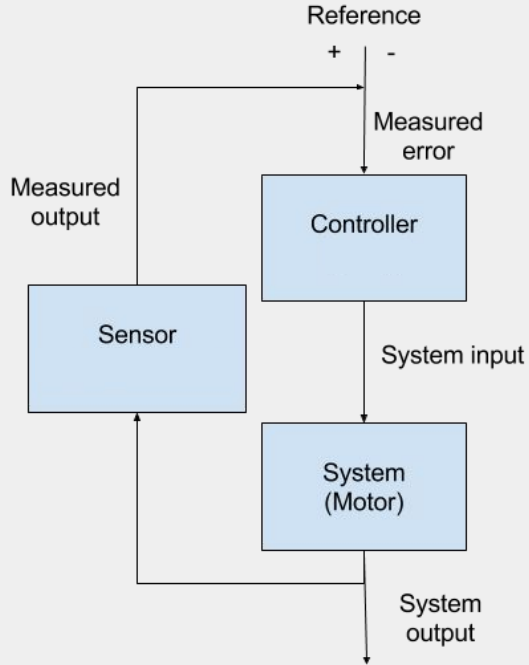 Reference
+ -
Measured
error
Measured
output
Controller
Sensor
System input
System
(Motor)
System
output